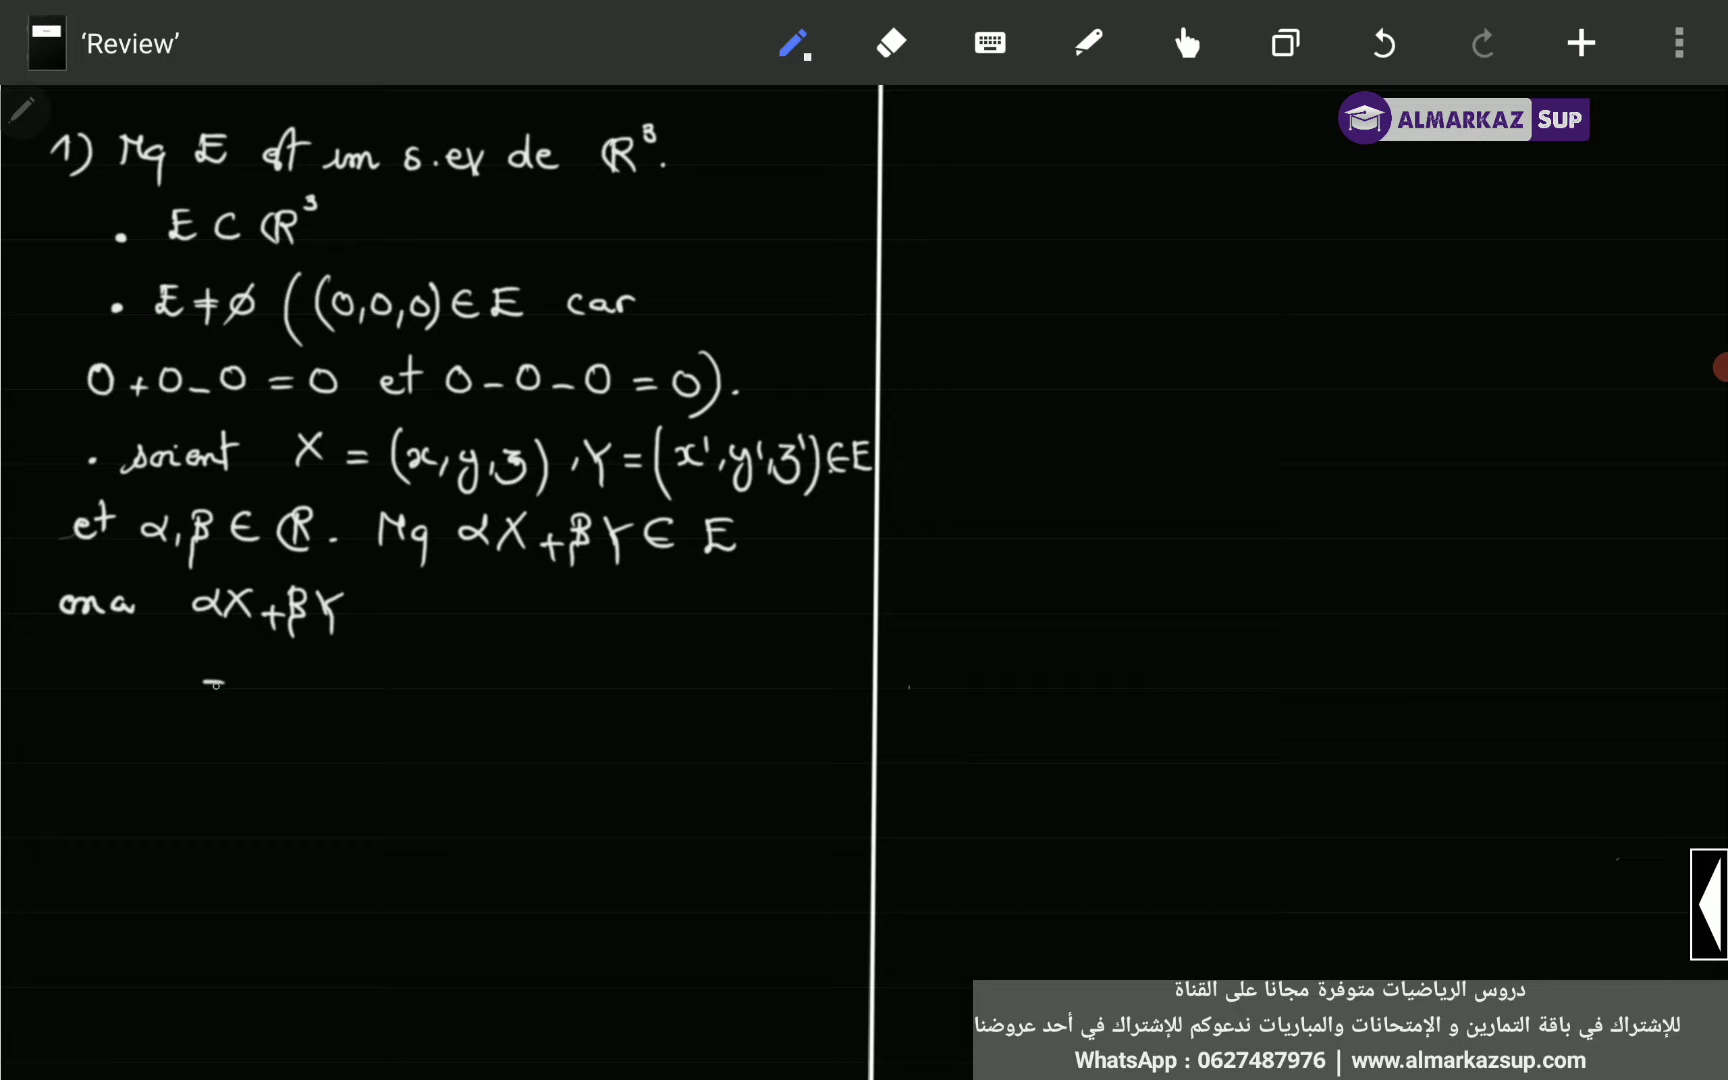 ‘Review’
ALMARKAZ SUP
1) Mq E est un s.ev de ℝ³.
• E ⊂ ℝ³
• E ≠ ∅ ((0,0,0) ∈ E car
0 + 0 - 0 = 0 et 0 - 0 - 0 = 0).
• soient X = (x, y, z), Y = (x', y', z') ∈ E
et α, β ∈ ℝ. Mq αX + βY ∈ E
on a αX + βY
دروس الرياضيات متوفرة مجانا على القناة
للإشتراك في باقة التمارين و الإمتحانات والمباريات ندعوكم للإشتراك في أحد عروضنا
WhatsApp : 0627487976 | www.almarkazsup.com